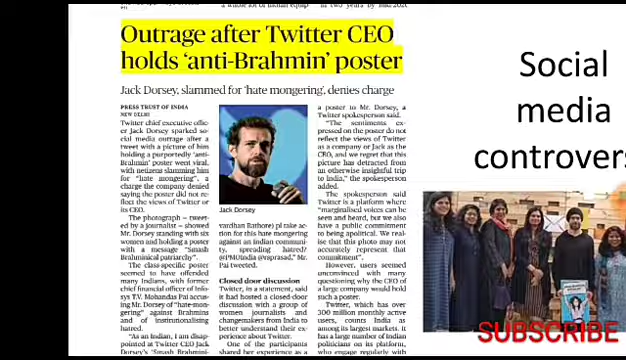 Outrage after Twitter CEO
holds ‘anti-Brahmin’ poster
Jack Dorsey, slammed for ‘hate mongering’, denies charge
PRESS TRUST OF INDIA
NEW DELHI
Twitter chief executive offic-
er Jack Dorsey sparked so-
cial media outrage after a
tweet with a picture of him
holding a purportedly ‘anti-
Brahmin’ poster went viral,
with netizens slamming him
for “hate mongering”, a
charge the company denied
saying the poster did not re-
flect the views of Twitter or
its CEO.
The photograph – tweet-
ed by a journalist – showed
Mr. Dorsey standing with six
women and holding a poster
with a message “Smash
Brahminical patriarchy”.
The class-specific poster
seemed to have offended
many Indians, with former
chief financial officer of Info-
sys T.V. Mohandas Pai accus-
ing Mr. Dorsey of “hate-mon-
gering” against Brahmins
and of institutionalising
hatred.
“As an Indian, I am disap-
pointed at Twitter CEO Jack
Dorsey’s ‘Smash Brahmini-
Jack Dorsey
vardhan Rathore) pl take ac-
tion for this hate mongering
against an Indian communi-
ty, spreading hatred?
@PMOIndia @rsprasad,” Mr.
Pai tweeted.
Closed door discussion
Twitter, in a statement, said
it had hosted a closed-door
discussion with a group of
women journalists and
changemakers from India to
better understand their ex-
perience about Twitter.
One of the participants
shared her experience as a
a poster to Mr. Dorsey, a
Twitter spokesperson said.
“The sentiments ex-
pressed on the poster do not
reflect the views of Twitter
as a company or Jack as the
CEO, and we regret that this
picture has detracted from
an otherwise insightful trip
to India,” the spokesperson
added.
The spokesperson said
Twitter is a platform where
“marginalised voices can be
seen and heard, but we also
have a public commitment
to being apolitical. We rea-
lise that this photo may not
accurately represent that
commitment”.
However, users seemed
unconvinced with many
questioning why the CEO of
a large company would hold
such a poster.
Twitter, which has over
300 million monthly active
users, counts India as
among its largest markets. It
has a large number of Indian
politicians on its platform,
who engage regularly with
Social
media
controvers
SUBSCRIBE